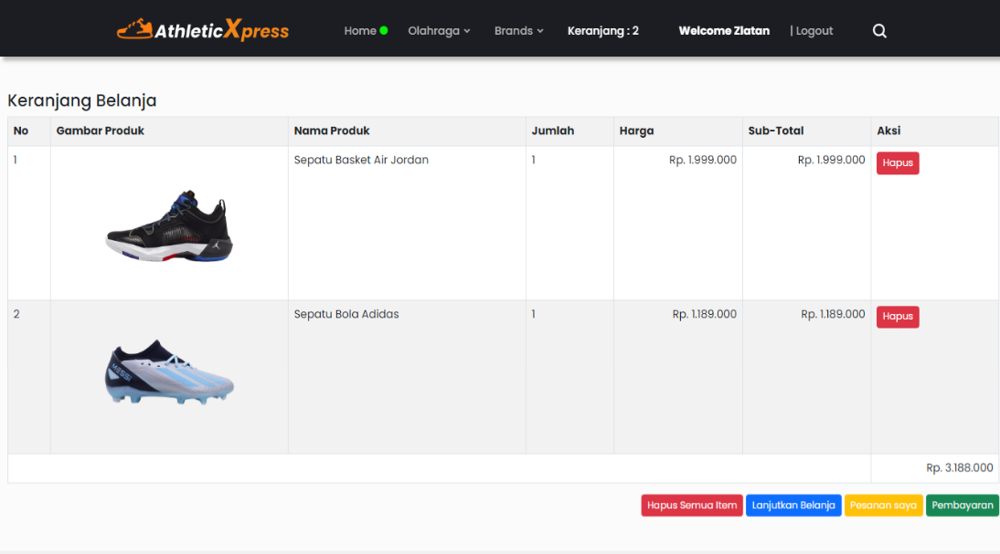 AthleticXpress Home Olahraga Brands Keranjang : 2 Welcome Zlatan | Logout
Keranjang Belanja
No Gambar Produk Nama Produk Jumlah Harga Sub-Total Aksi
1 Sepatu Basket Air Jordan 1 Rp. 1.999.000 Rp. 1.999.000 Hapus
2 Sepatu Bola Adidas 1 Rp. 1.189.000 Rp. 1.189.000 Hapus
MESSI
Rp. 3.188.000
Hapus Semua Item Lanjutkan Belanja Pesanan saya Pembayaran